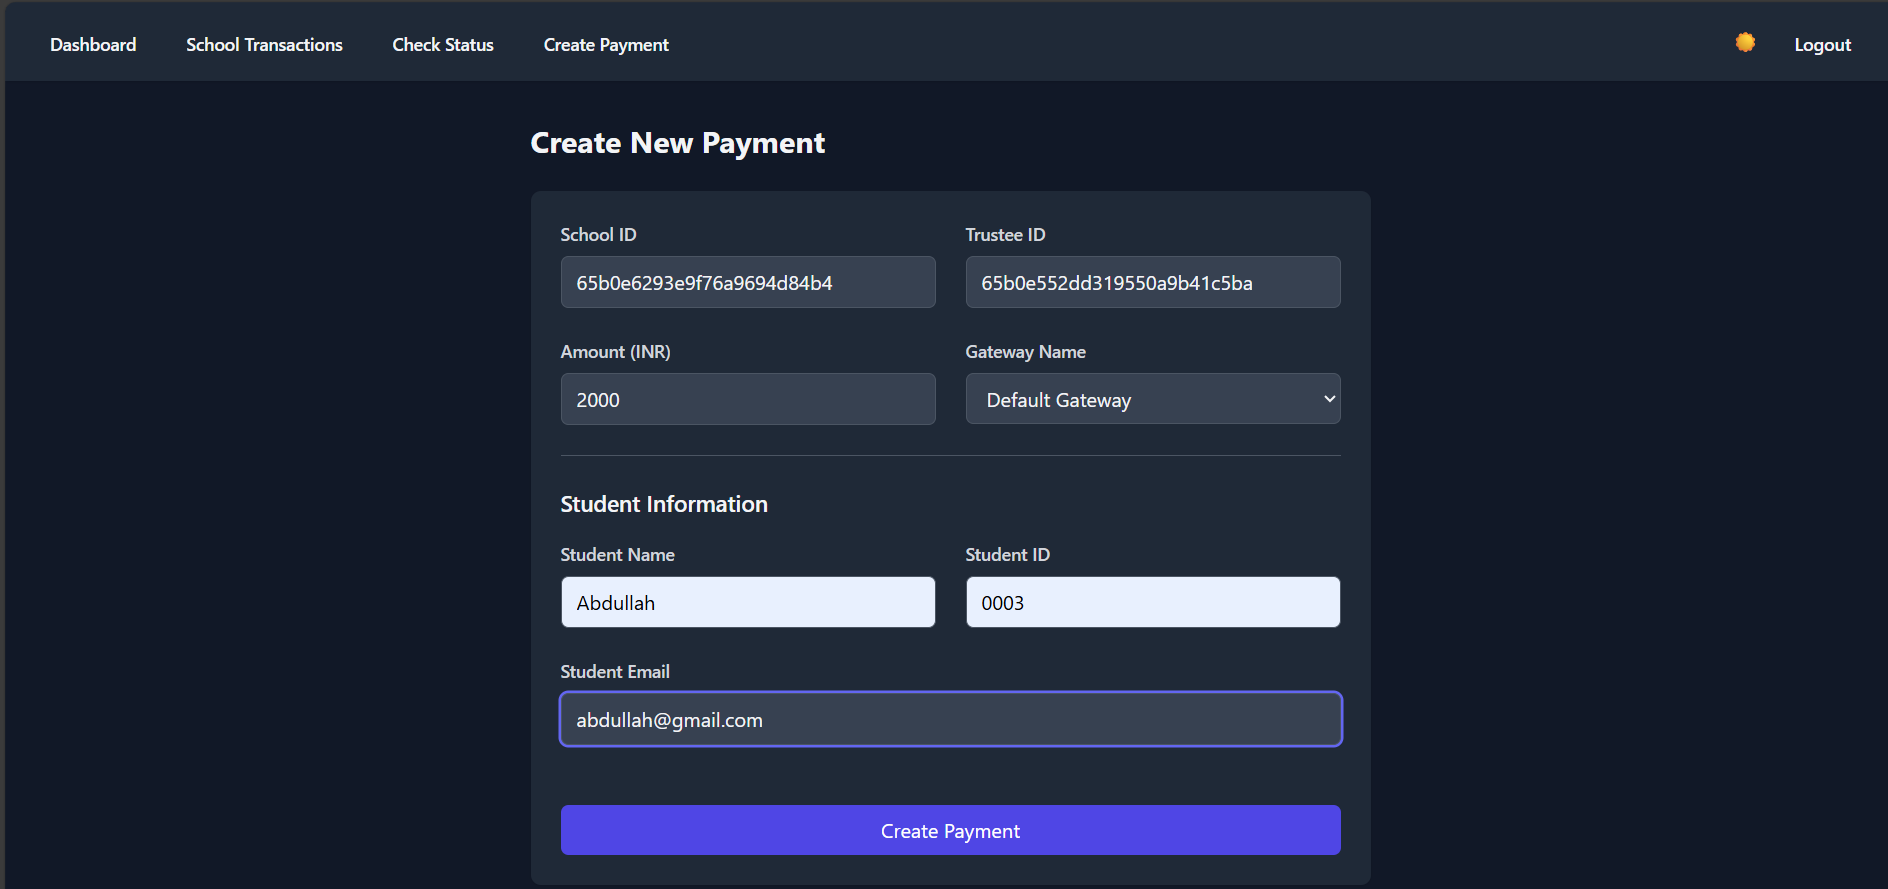 Dashboard School Transactions Check Status Create Payment Logout
Create New Payment
School ID Trustee ID
65b0e6293e9f76a9694d84b4 65b0e552dd319550a9b41c5ba
Amount (INR) Gateway Name
2000 Default Gateway
Student Information
Student Name Student ID
Abdullah 0003
Student Email
abdullah@gmail.com
Create Payment